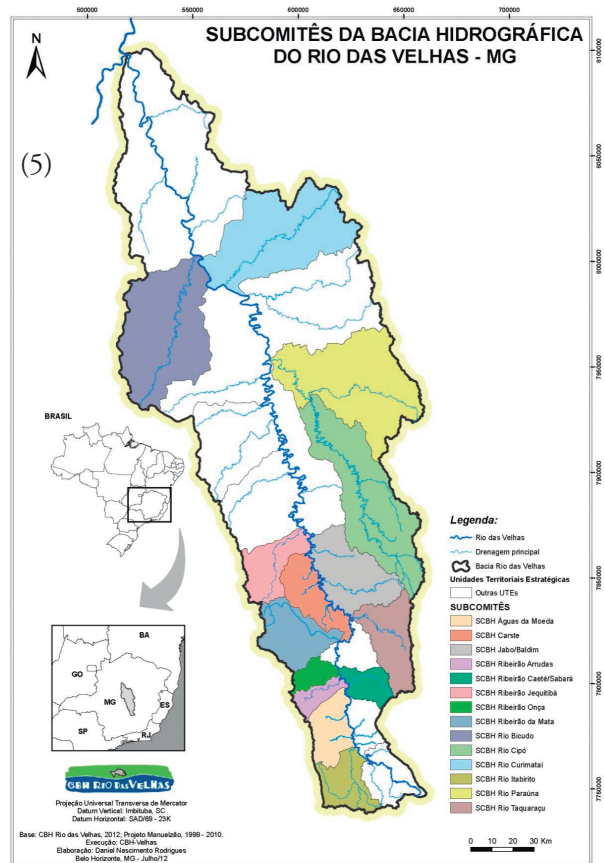 SUBCOMITÊS DA BACIA HIDROGRÁFICA
DO RIO DAS VELHAS - MG
500000
550000
600000
650000
700000
N
(5)
8100000
8050000
8000000
7950000
7900000
7850000
7800000
7750000
BRASIL
BA
GO
MG
ES
SP
RJ
CBH RIO DAS VELHAS
Projeção Universal Transversa de Mercator
Datum Vertical: Imbituba, SC
Datum Horizontal: SAD/69 - 23K
Base: CBH Rio das Velhas, 2012; Projeto Manuelzão, 1999 - 2010.
Execução: CBH-Velhas
Elaboração: Daniel Nascimento Rodrigues
Belo Horizonte, MG - Julho/12
Legenda:
Rio das Velhas
Drenagem principal
Bacia Rio das Velhas
Unidades Territoriais Estratégicas
Outras UTEs
SUBCOMITÊS
SCBH Águas da Moeda
SCBH Carste
SCBH Jabo/Baldim
SCBH Ribeirão Arrudas
SCBH Ribeirão Caeté/Sabará
SCBH Ribeirão Jequitibá
SCBH Ribeirão Onça
SCBH Ribeirão da Mata
SCBH Rio Bicudo
SCBH Rio Cipó
SCBH Rio Curimataí
SCBH Rio Itabirito
SCBH Rio Paraúna
SCBH Rio Taquaraçu
0 10 20 30 Km